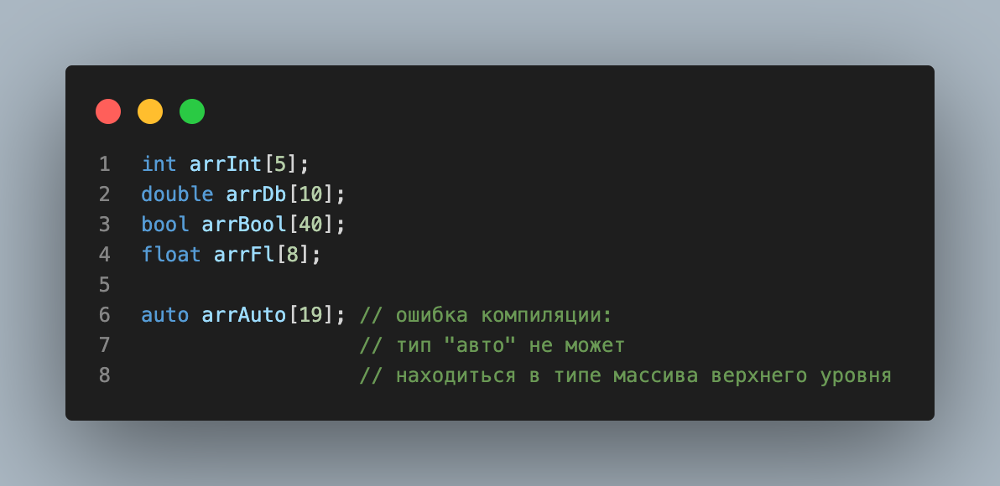 1 int arrInt[5];
2 double arrDb[10];
3 bool arrBool[40];
4 float arrFl[8];
5
6 auto arrAuto[19]; // ошибка компиляции:
7 // тип "авто" не может
8 // находиться в типе массива верхнего уровня